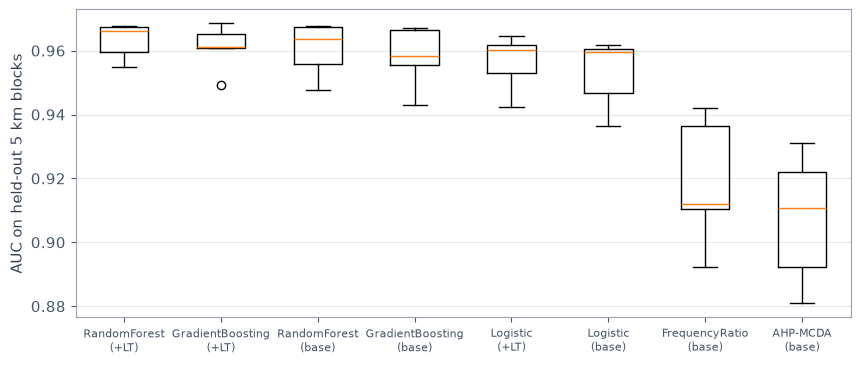 AUC on held-out 5 km blocks
0.96
0.94
0.92
0.90
0.88
RandomForest
(+LT)
GradientBoosting
(+LT)
RandomForest
(base)
GradientBoosting
(base)
Logistic
(+LT)
Logistic
(base)
FrequencyRatio
(base)
AHP-MCDA
(base)